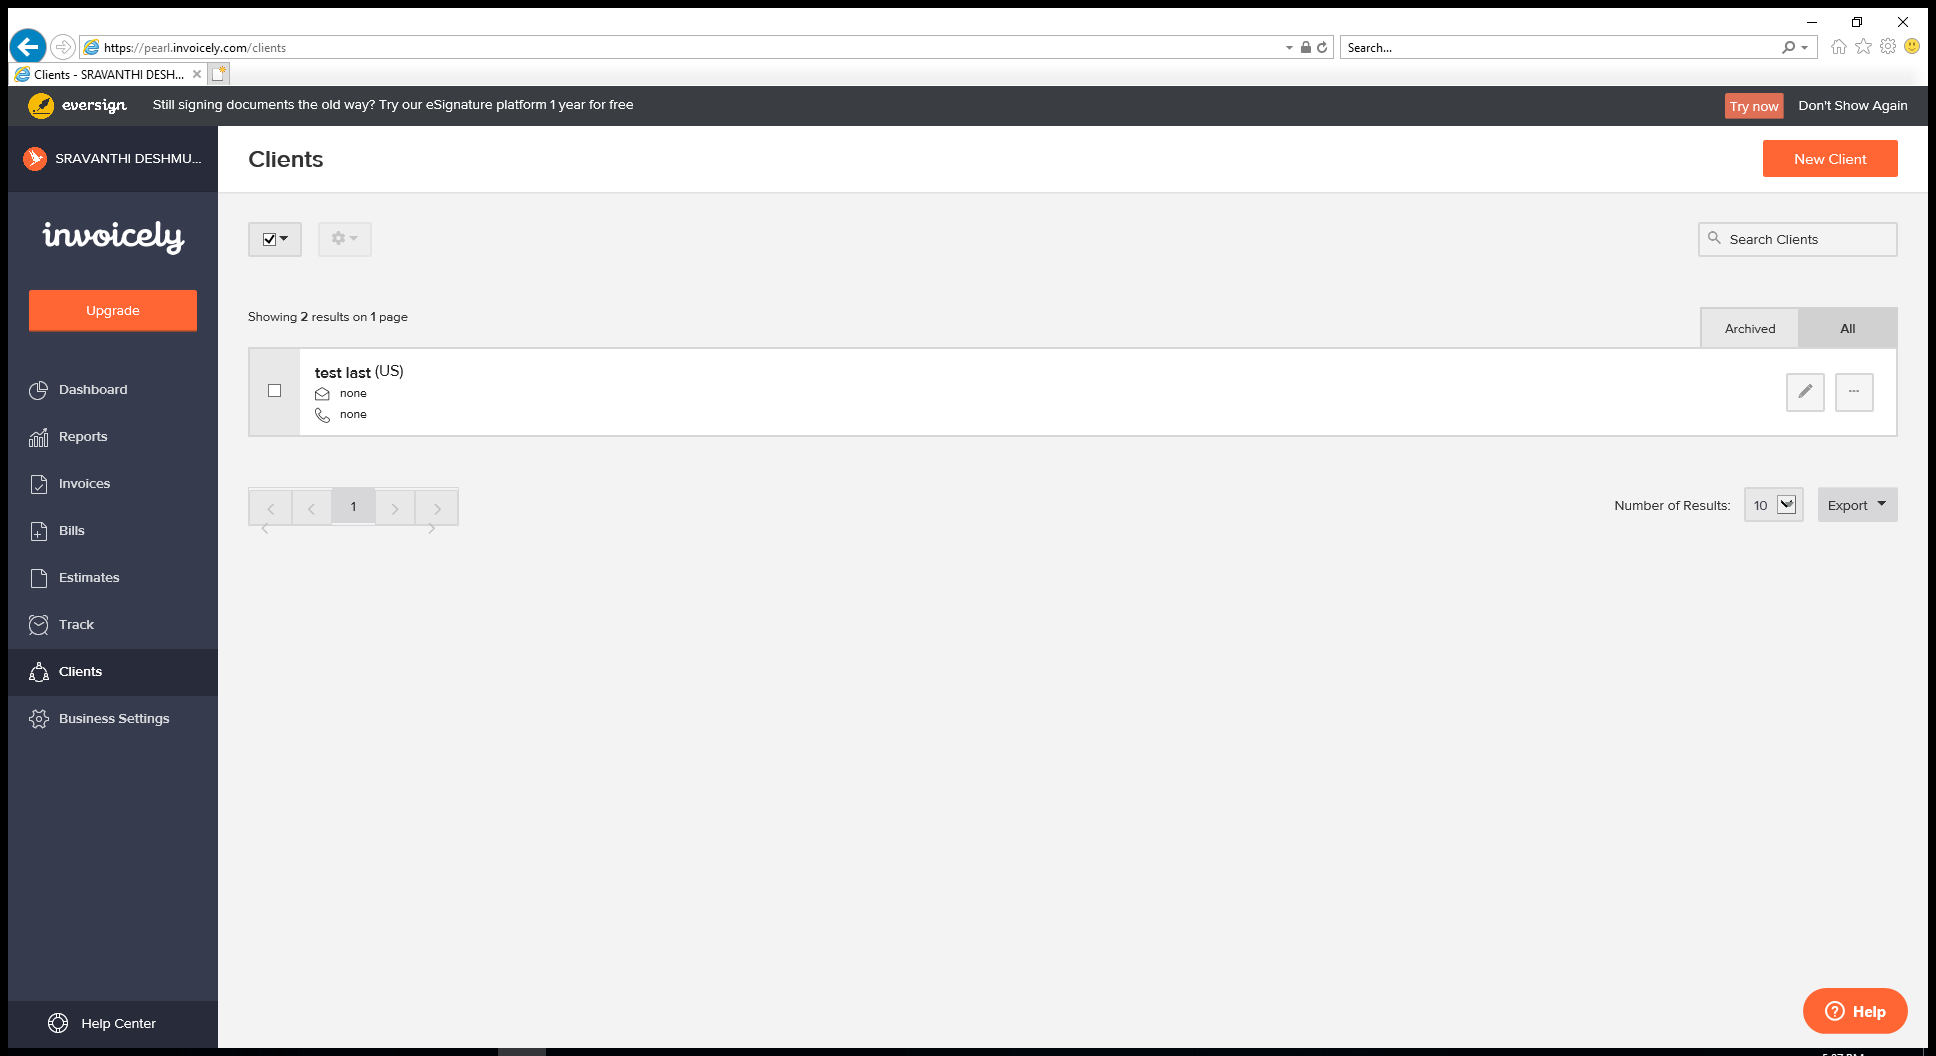 https://pearl.invoicely.com/clients
Search...
Clients - SRAVANTHI DESH...
eversign
Still signing documents the old way? Try our eSignature platform 1 year for free
Try now
Don't Show Again
SRAVANTHI DESHMU...
Clients
New Client
invoicely
Search Clients
Upgrade
Showing 2 results on 1 page
Archived
All
test last (US)
none
none
Dashboard
Reports
Invoices
Bills
Estimates
Track
Clients
Business Settings
1
Number of Results:
10
Export
Help Center
Help